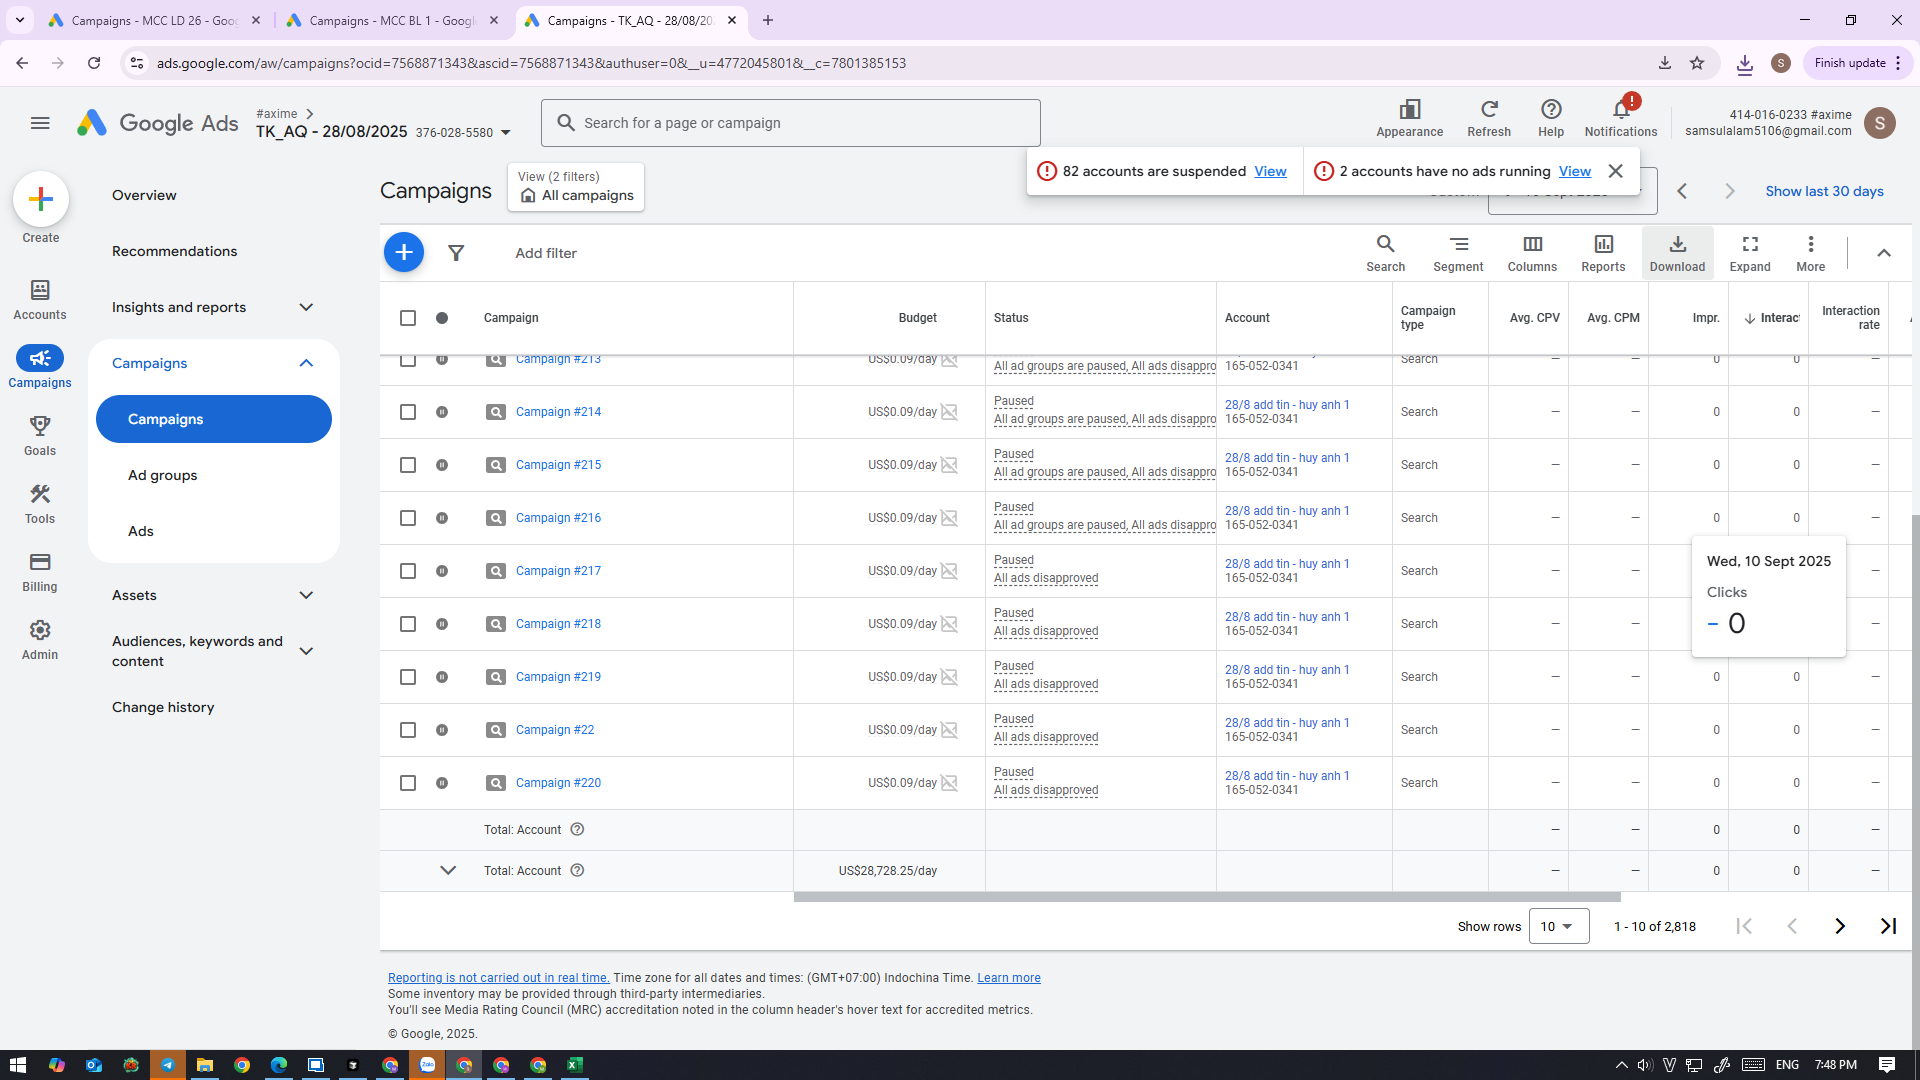 Campaigns - MCC LD 26 - Goog
Campaigns - MCC BL 1 - Google
Campaigns - TK_AQ - 28/08/202
ads.google.com/aw/campaigns?ocid=7568871343&ascid=7568871343&authuser=0&__u=4772045801&__c=7801385153
S
Finish update
Google Ads
#axime
TK_AQ - 28/08/2025 376-028-5580
Search for a page or campaign
Appearance
Refresh
Help
Notifications
414-016-0233 #axime
samsulalam5106@gmail.com
S
82 accounts are suspended View
2 accounts have no ads running View
Create
Accounts
Campaigns
Goals
Tools
Billing
Admin
Overview
Recommendations
Insights and reports
Campaigns
Campaigns
Ad groups
Ads
Assets
Audiences, keywords and
content
Change history
Campaigns
View (2 filters)
All campaigns
Show last 30 days
Add filter
Search
Segment
Columns
Reports
Download
Expand
More
Campaign Budget Status Account Campaign type Avg. CPV Avg. CPM Impr. Interact Interaction rate
Campaign #213 US$0.09/day All ad groups are paused, All ads disappro 165-052-0341 Search 0 0
Campaign #214 US$0.09/day Paused 28/8 add tin - huy anh 1 Search — — 0 0 —
All ad groups are paused, All ads disappro 165-052-0341
Campaign #215 US$0.09/day Paused 28/8 add tin - huy anh 1 Search — — 0 0 —
All ad groups are paused, All ads disappro 165-052-0341
Campaign #216 US$0.09/day Paused 28/8 add tin - huy anh 1 Search — — 0 0 —
All ad groups are paused, All ads disappro 165-052-0341
Campaign #217 US$0.09/day Paused 28/8 add tin - huy anh 1 Search — — —
All ads disapproved 165-052-0341
Campaign #218 US$0.09/day Paused 28/8 add tin - huy anh 1 Search — — —
All ads disapproved 165-052-0341
Campaign #219 US$0.09/day Paused 28/8 add tin - huy anh 1 Search — — 0 0 —
All ads disapproved 165-052-0341
Campaign #22 US$0.09/day Paused 28/8 add tin - huy anh 1 Search — — 0 0 —
All ads disapproved 165-052-0341
Campaign #220 US$0.09/day Paused 28/8 add tin - huy anh 1 Search — — 0 0 —
All ads disapproved 165-052-0341
Wed, 10 Sept 2025
Clicks
– 0
Total: Account — — 0 0 —
Total: Account US$28,728.25/day — — 0 0 —
Show rows 10 1 - 10 of 2,818
Reporting is not carried out in real time. Time zone for all dates and times: (GMT+07:00) Indochina Time. Learn more
Some inventory may be provided through third-party intermediaries.
You'll see Media Rating Council (MRC) accreditation noted in the column header's hover text for accredited metrics.
© Google, 2025.
Zalo
ENG
7:48 PM